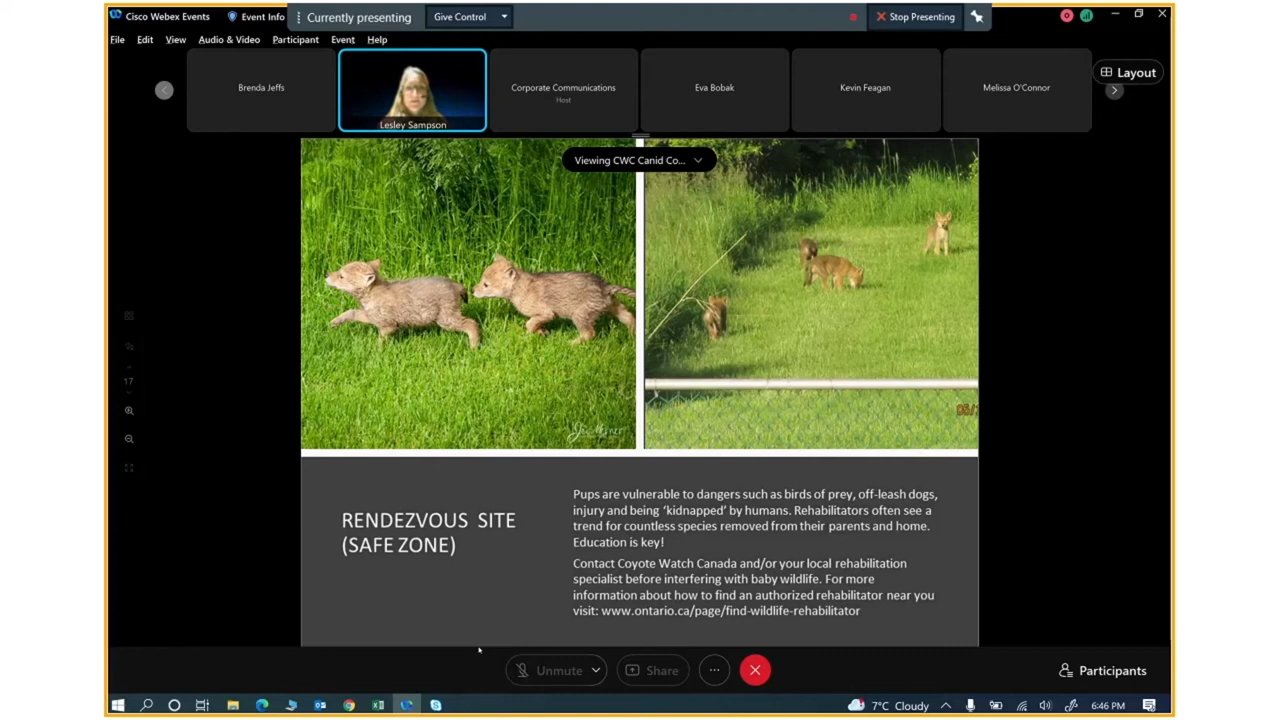 Cisco Webex Events
Event Info
Currently presenting
Give Control
Stop Presenting
File Edit View Audio & Video Participant Event Help
Brenda Jeffs
Lesley Sampson
Corporate Communications
Host
Eva Bobak
Kevin Feagan
Melissa O'Connor
Layout
Viewing CWC Canid Co...
17
05/
RENDEZVOUS SITE
(SAFE ZONE)
Pups are vulnerable to dangers such as birds of prey, off-leash dogs,
injury and being ‘kidnapped’ by humans. Rehabilitators often see a
trend for countless species removed from their parents and home.
Education is key!
Contact Coyote Watch Canada and/or your local rehabilitation
specialist before interfering with baby wildlife. For more
information about how to find an authorized rehabilitator near you
visit: www.ontario.ca/page/find-wildlife-rehabilitator
Unmute
Share
Participants
7°C Cloudy
6:46 PM